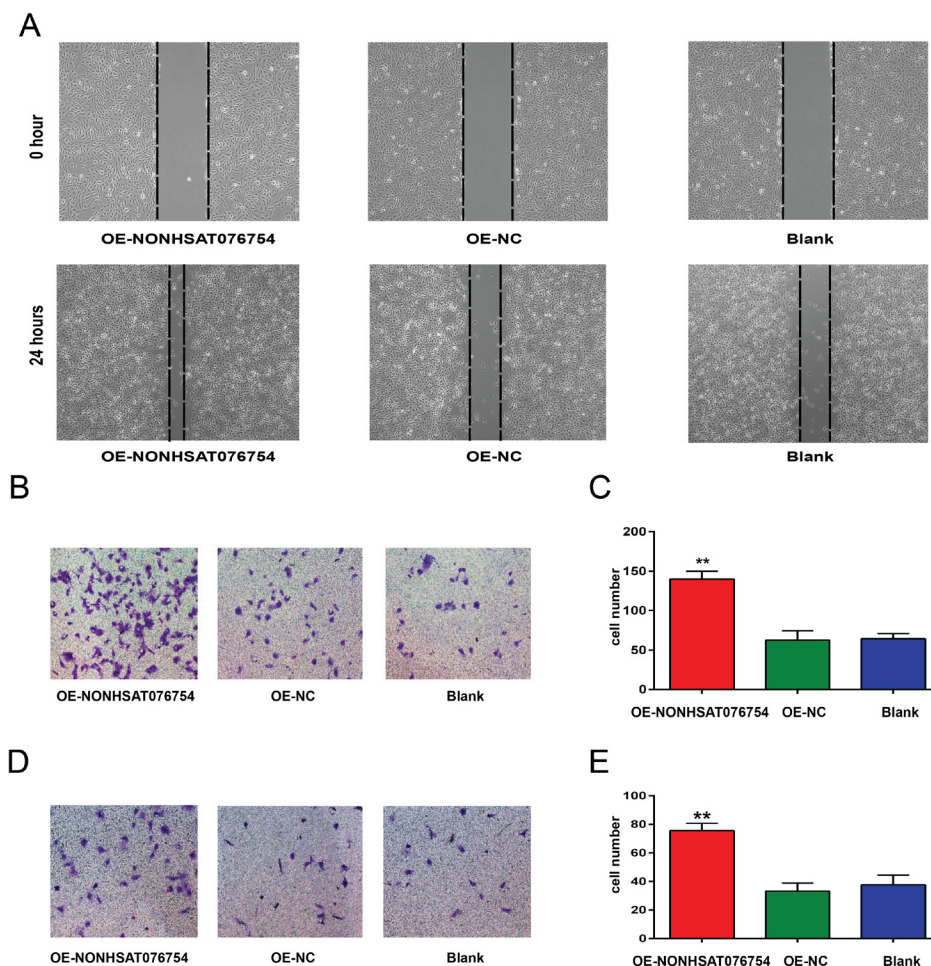 A
0 hour
OE-NONHSAT076754 OE-NC Blank
24 hours
OE-NONHSAT076754 OE-NC Blank
B
OE-NONHSAT076754 OE-NC Blank
C
200
150
100
50
0
cell number
**
OE-NONHSAT076754 OE-NC Blank
D
OE-NONHSAT076754 OE-NC Blank
E
100
80
60
40
20
0
cell number
**
OE-NONHSAT076754 OE-NC Blank